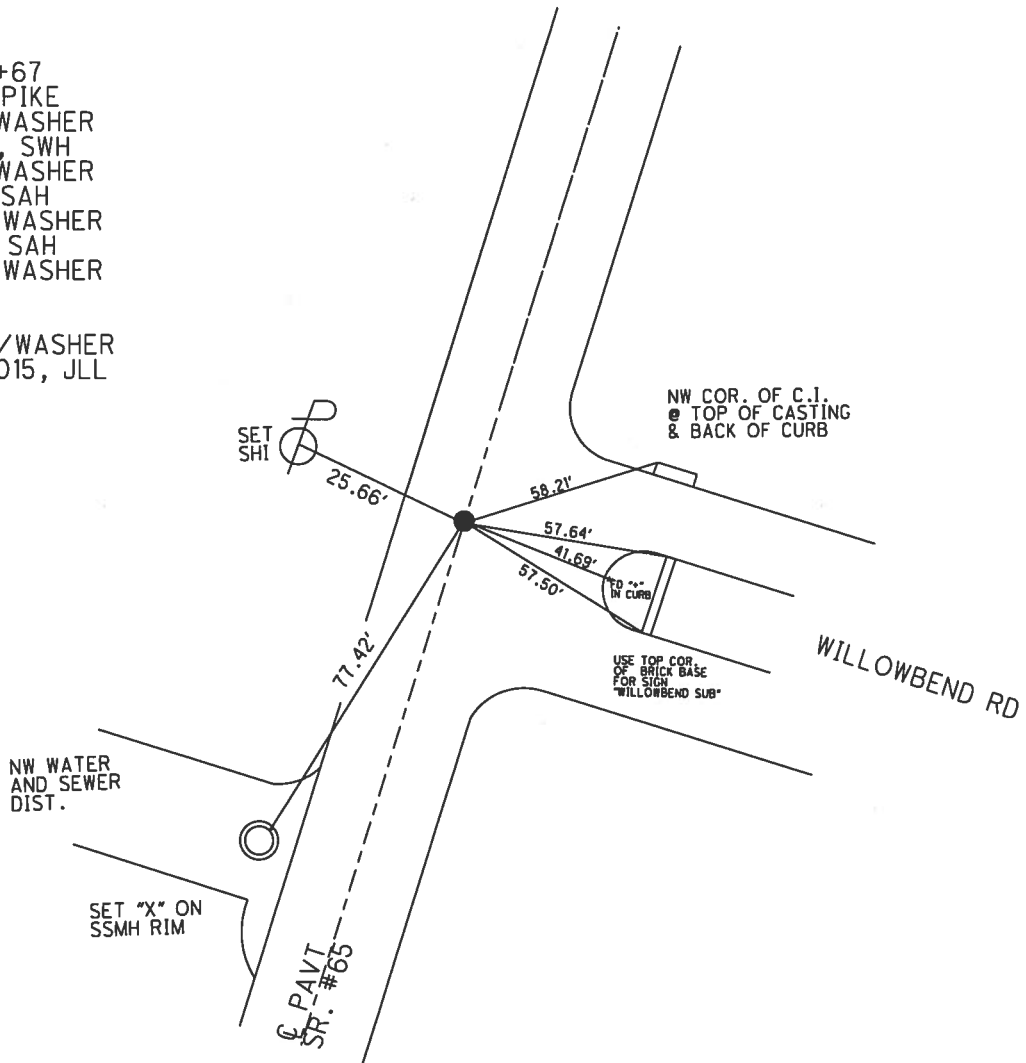 +67
PIKE
WASHER
, SWH
WASHER
SAH
WASHER
SAH
WASHER
/WASHER
015, JLL
SET
SHI
P
25.66'
NW COR. OF C.I.
@ TOP OF CASTING
& BACK OF CURB
58.21'
57.64'
41.69'
57.50'
FD "+"
IN CURB
77.42'
USE TOP COR.
OF BRICK BASE
FOR SIGN
"WILLOWBEND SUB"
WILLOWBEND RD
NW WATER
AND SEWER
DIST.
SET "X" ON
SSMH RIM
℄ PAVT
SR. #65